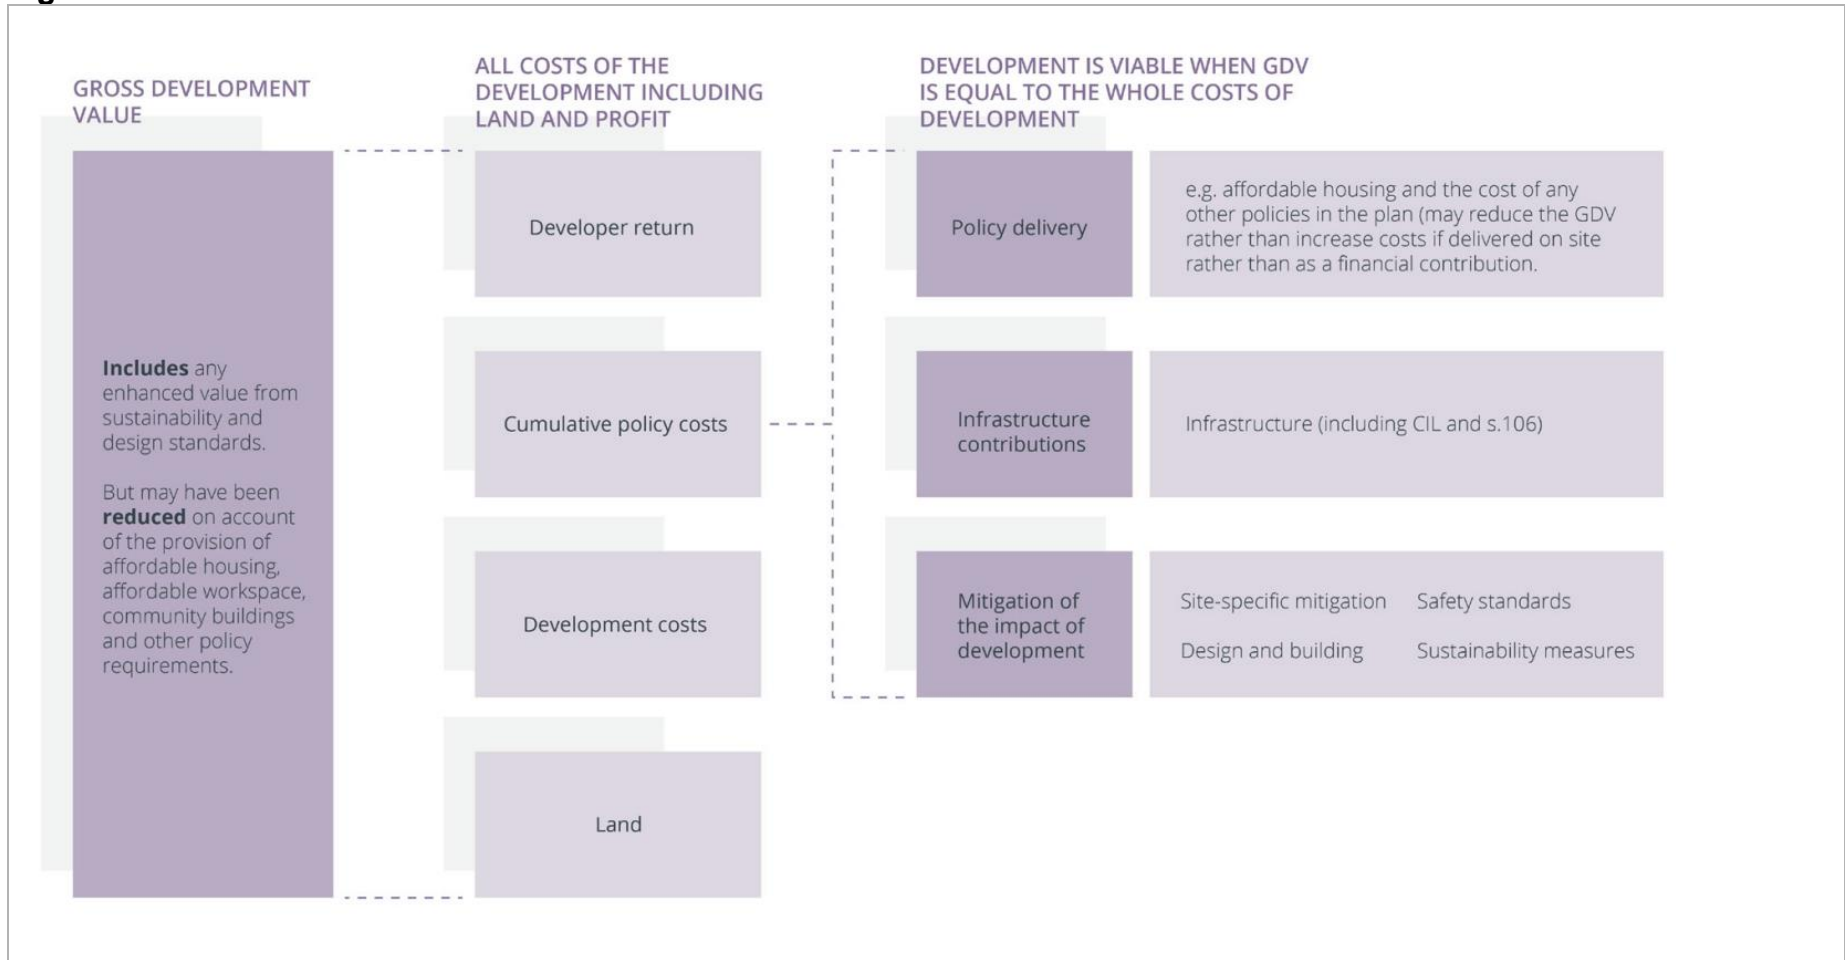 GROSS DEVELOPMENT
VALUE
Includes any
enhanced value from
sustainability and
design standards.
But may have been
reduced on account
of the provision of
affordable housing,
affordable workspace,
community buildings
and other policy
requirements.
ALL COSTS OF THE
DEVELOPMENT INCLUDING
LAND AND PROFIT
Developer return
Cumulative policy costs
Development costs
Land
DEVELOPMENT IS VIABLE WHEN GDV
IS EQUAL TO THE WHOLE COSTS OF
DEVELOPMENT
Policy delivery
e.g. affordable housing and the cost of any
other policies in the plan (may reduce the GDV
rather than increase costs if delivered on site
rather than as a financial contribution.
Infrastructure
contributions
Infrastructure (including CIL and s.106)
Mitigation of
the impact of
development
Site-specific mitigation
Safety standards
Design and building
Sustainability measures